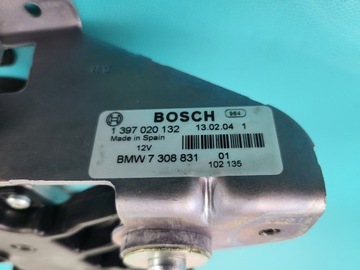 BOSCH 964
1 397 020 132 13.02.04 1
Made in Spain
12V
BMW 7 308 831 01
102 135